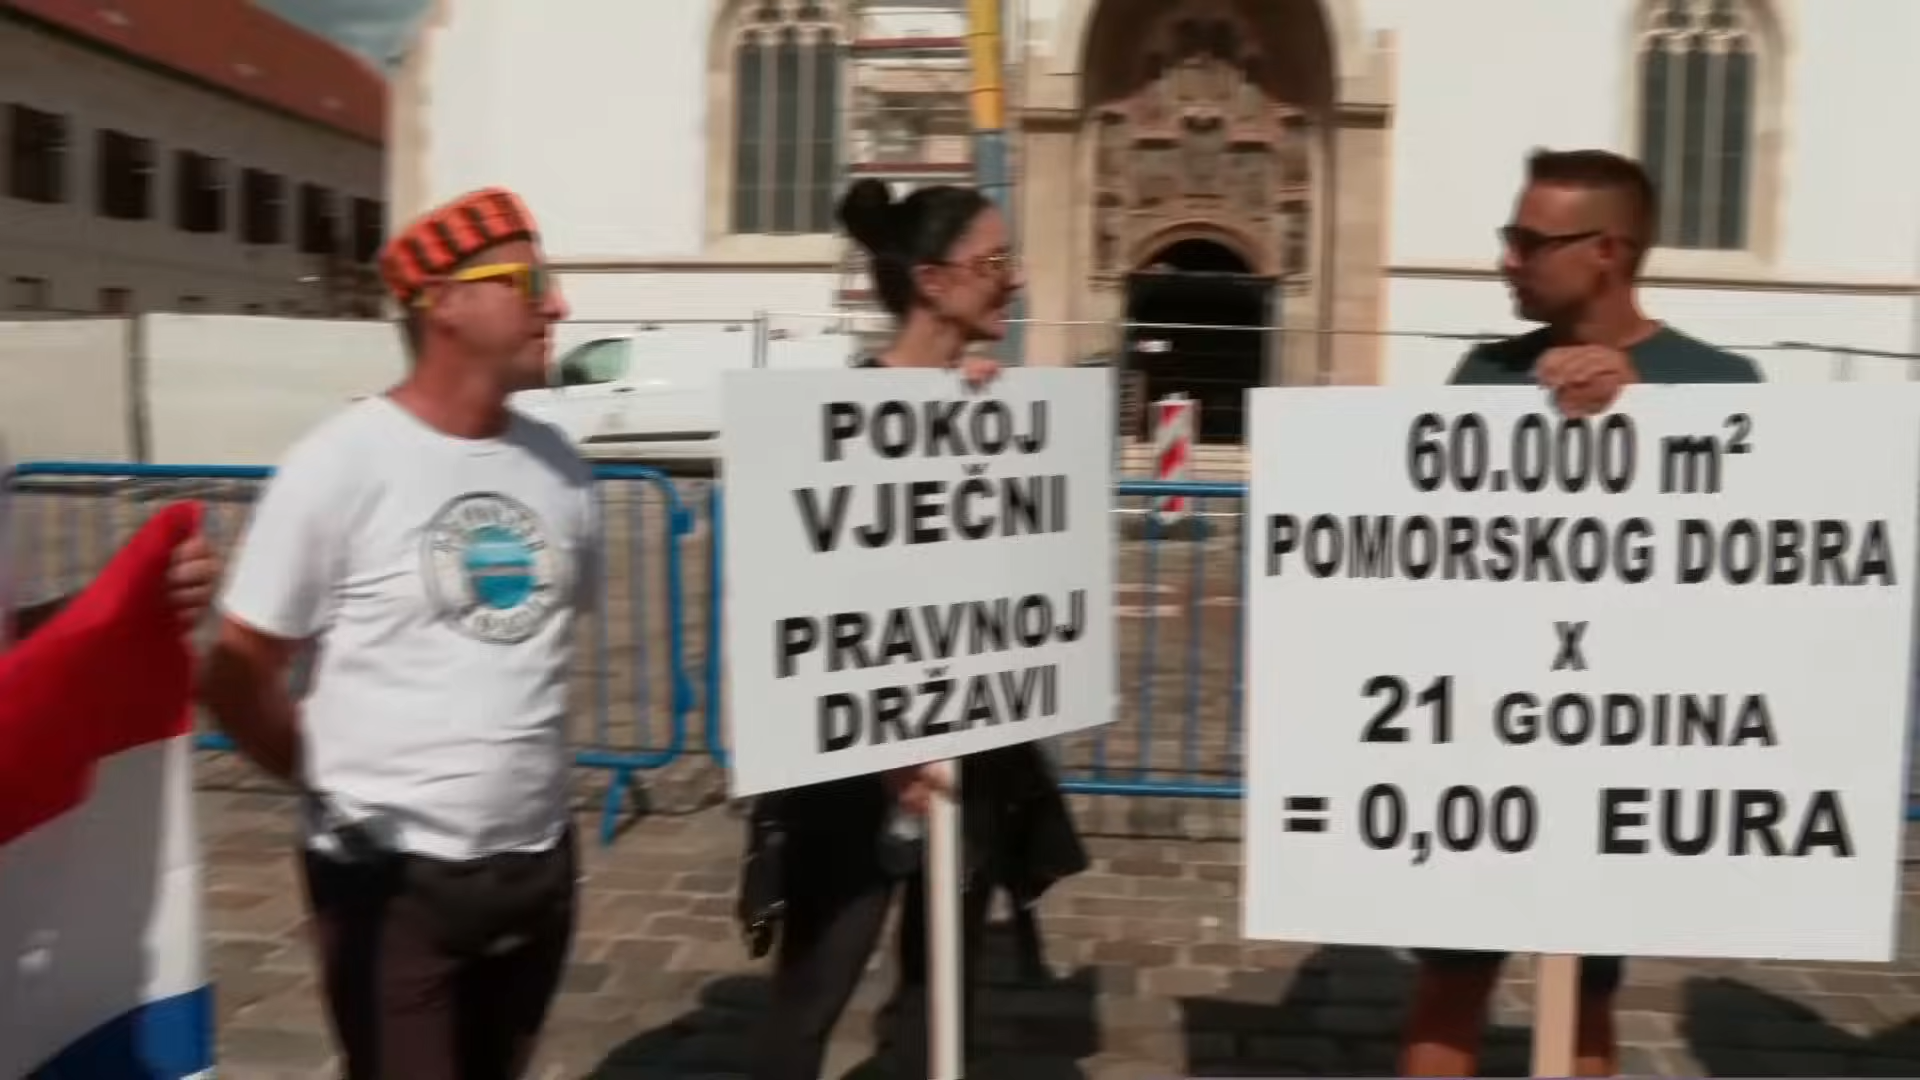 POKOJ
VJEČNI
PRAVNOJ
DRŽAVI
60.000 m²
POMORSKOG DOBRA
X
21 GODINA
= 0,00 EURA